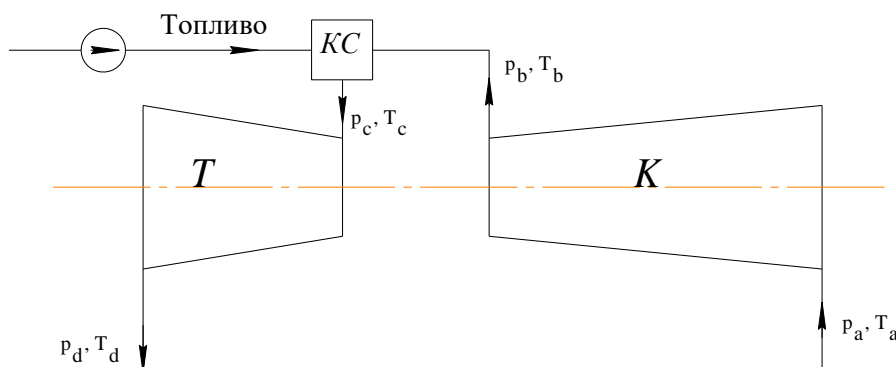 Топливо
КС
p_b, T_b
p_c, T_c
T
K
p_d, T_d
p_a, T_a